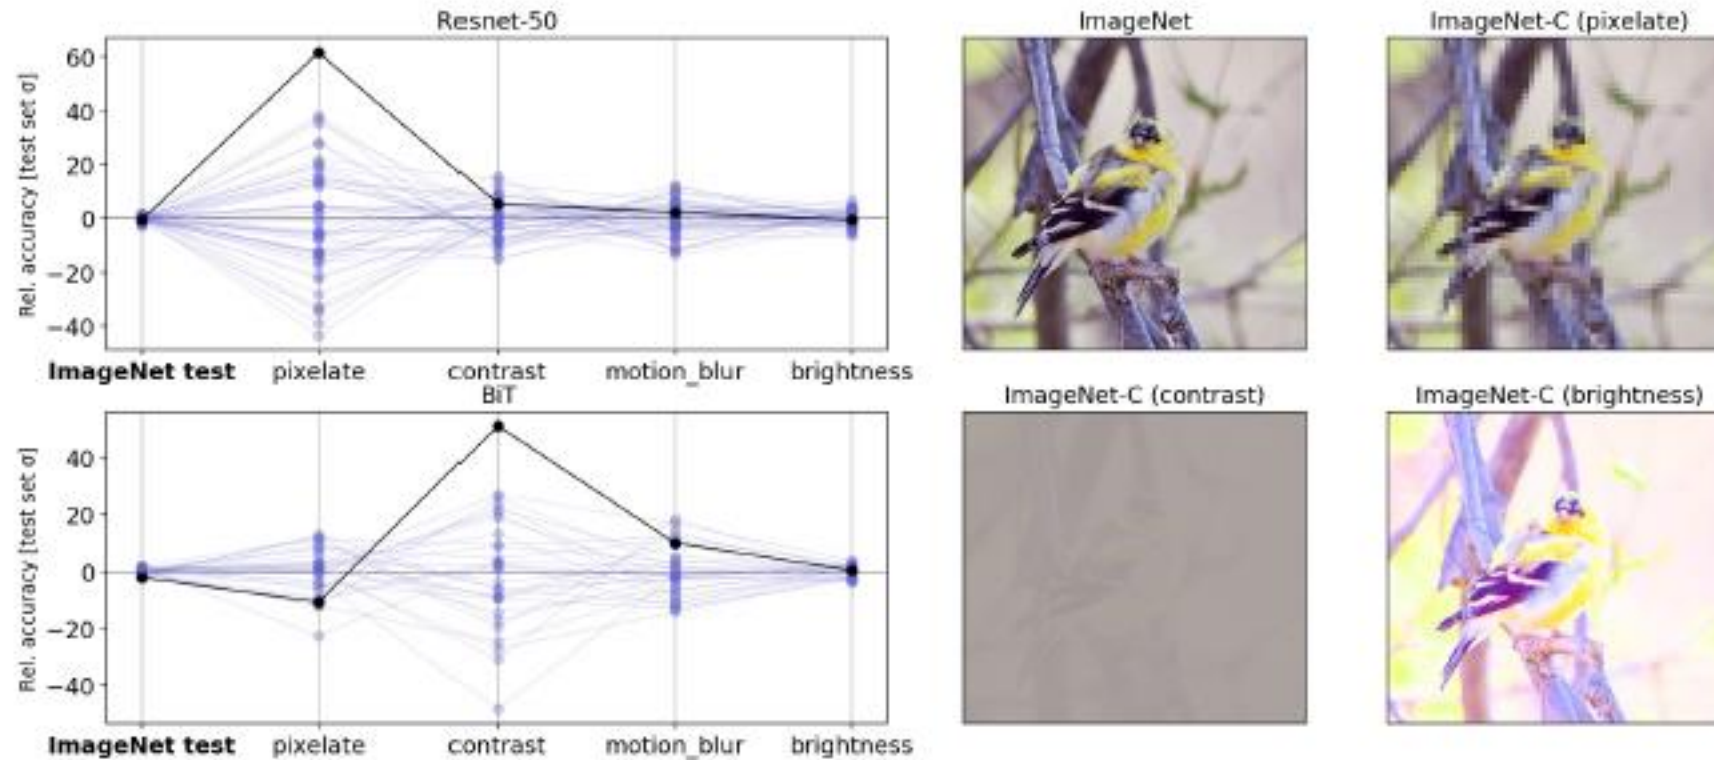 Resnet-50
Rel. accuracy [test set σ]
60
40
20
0
−20
−40
ImageNet test pixelate contrast motion_blur brightness
ImageNet
ImageNet-C (pixelate)
BiT
Rel. accuracy [test set σ]
40
20
0
−20
−40
ImageNet test pixelate contrast motion_blur brightness
ImageNet-C (contrast)
ImageNet-C (brightness)